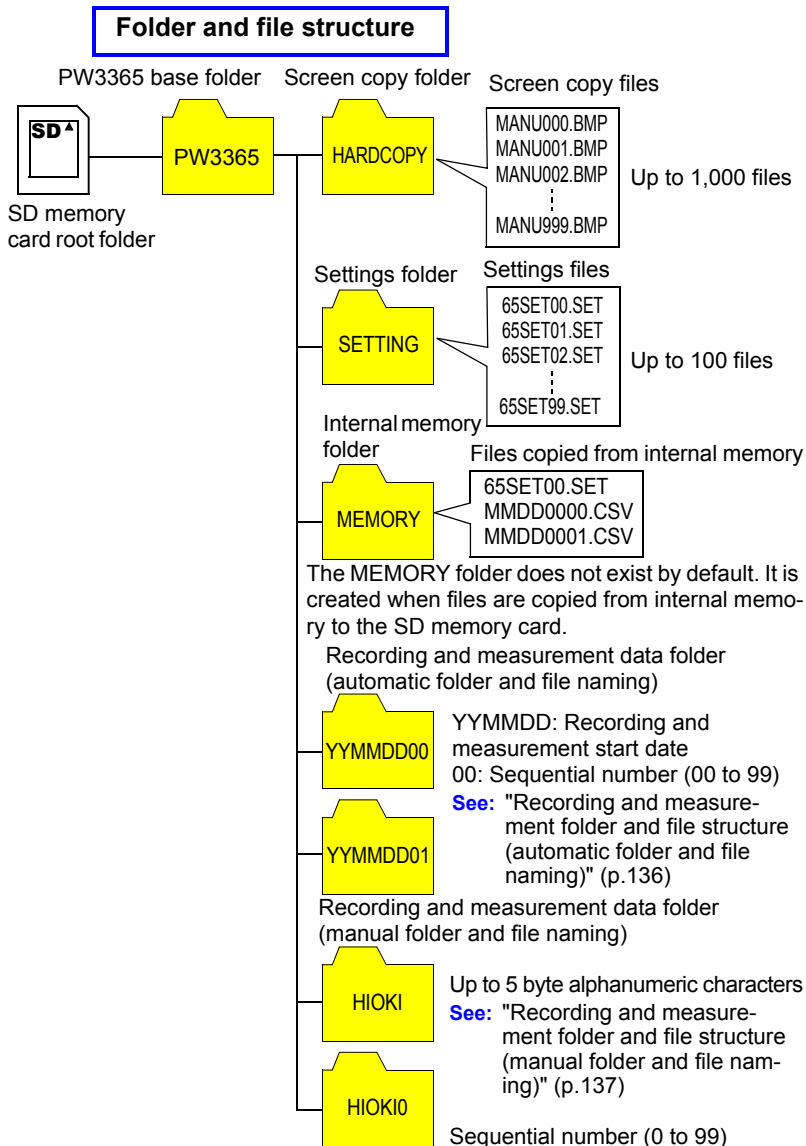 Folder and file structure
PW3365 base folder
Screen copy folder
Screen copy files
SD
PW3365
HARDCOPY
MANU000.BMP
MANU001.BMP
MANU002.BMP
MANU999.BMP
Up to 1,000 files
SD memory
card root folder
Settings folder
Settings files
SETTING
65SET00.SET
65SET01.SET
65SET02.SET
65SET99.SET
Up to 100 files
Internal memory
folder
Files copied from internal memory
MEMORY
65SET00.SET
MMDD0000.CSV
MMDD0001.CSV
The MEMORY folder does not exist by default. It is
created when files are copied from internal memo-
ry to the SD memory card.
Recording and measurement data folder
(automatic folder and file naming)
YYMMDD00
YYMMDD: Recording and
measurement start date
00: Sequential number (00 to 99)
See: "Recording and measure-
ment folder and file structure
(automatic folder and file
naming)" (p.136)
YYMMDD01
Recording and measurement data folder
(manual folder and file naming)
HIOKI
Up to 5 byte alphanumeric characters
See: "Recording and measure-
ment folder and file structure
(manual folder and file nam-
ing)" (p.137)
HIOKI0
Sequential number (0 to 99)